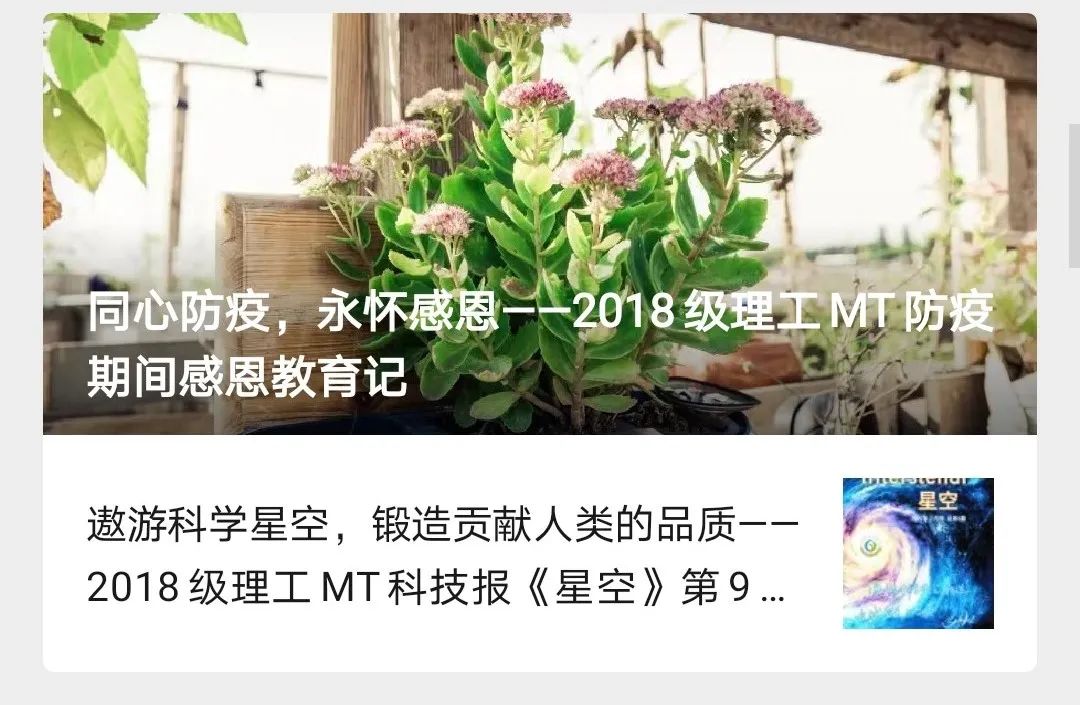 同心防疫，永怀感恩——2018 级理工 MT 防疫
期间感恩教育记
遨游科学星空，锻造贡献人类的品质——
2018 级理工 MT 科技报《星空》第 9 ...
Interstellar
星空